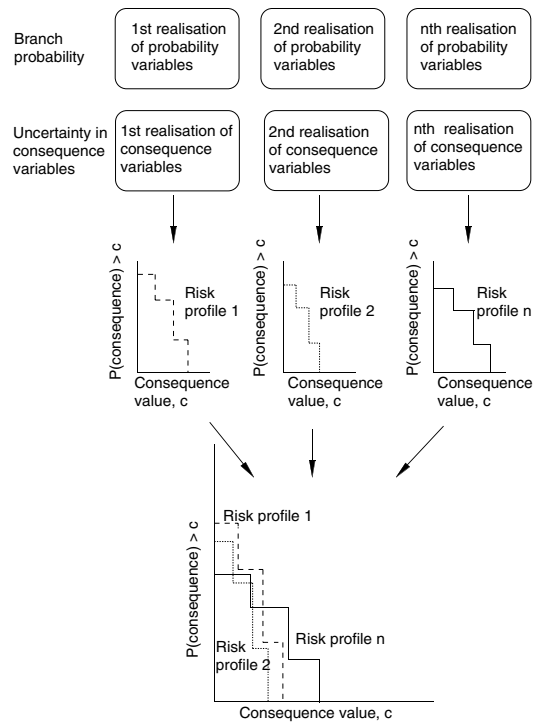 Branch
probability
1st realisation
of probability
variables
2nd realisation
of probability
variables
nth realisation
of probability
variables
Uncertainty in
consequence
variables
1st realisation of
consequence
variables
2nd realisation
of consequence
variables
nth realisation
of consequence
variables
P(consequence) > c
Risk
profile 1
Consequence
value, c
P(consequence) > c
Risk
profile 2
Consequence
value, c
P(consequence) > c
Risk
profile n
Consequence
value, c
P(consequence) > c
Risk profile 1
Risk
profile 2
Risk profile n
Consequence value, c